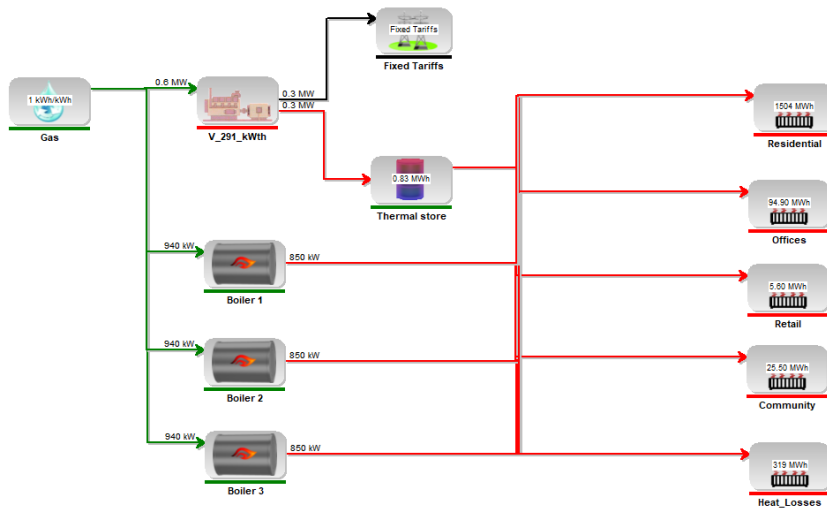 Fixed Tariffs
Fixed Tariffs
1 kWh/kWh
Gas
0.6 MW
0.3 MW
0.3 MW
V_291_kWth
0.83 MWh
Thermal store
1504 MWh
Residential
94.90 MWh
Offices
940 kW
850 kW
Boiler 1
5.60 MWh
Retail
940 kW
850 kW
Boiler 2
25.50 MWh
Community
940 kW
850 kW
Boiler 3
319 MWh
Heat_Losses